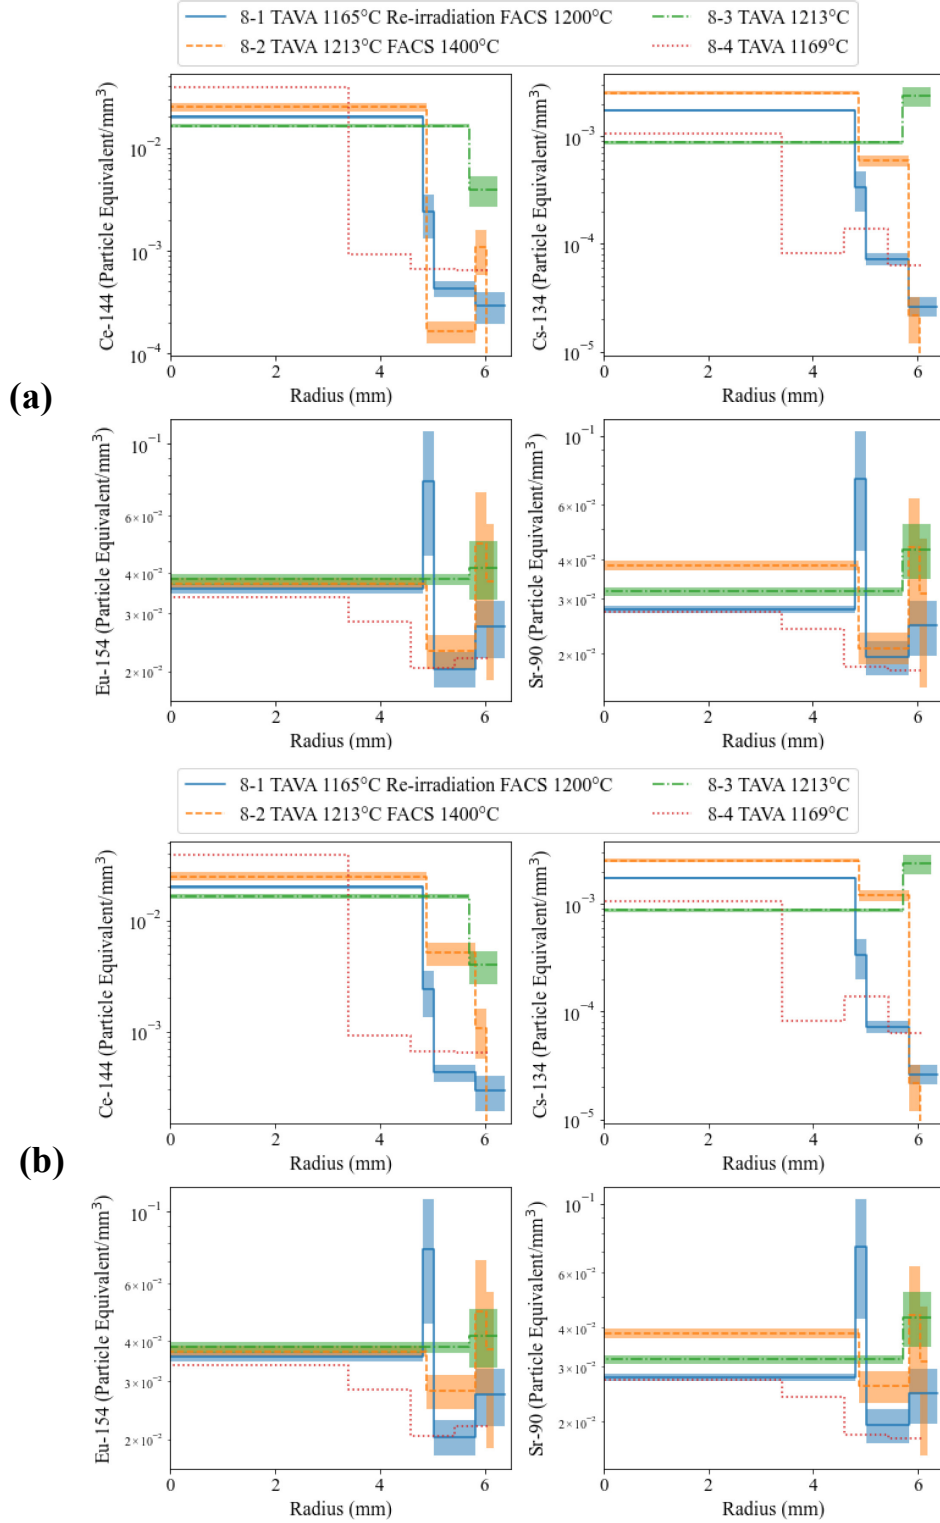 8-1 TAVA 1165°C Re-irradiation FACS 1200°C
8-2 TAVA 1213°C FACS 1400°C
8-3 TAVA 1213°C
8-4 TAVA 1169°C
Ce-144 (Particle Equivalent/mm³)
10⁻²
10⁻³
10⁻⁴
0 2 4 6
Radius (mm)
Cs-134 (Particle Equivalent/mm³)
10⁻³
10⁻⁴
10⁻⁵
0 2 4 6
Radius (mm)
(a)
Eu-154 (Particle Equivalent/mm³)
10⁻¹
6 × 10⁻²
4 × 10⁻²
3 × 10⁻²
2 × 10⁻²
0 2 4 6
Radius (mm)
Sr-90 (Particle Equivalent/mm³)
10⁻¹
6 × 10⁻²
4 × 10⁻²
3 × 10⁻²
2 × 10⁻²
0 2 4 6
Radius (mm)
8-1 TAVA 1165°C Re-irradiation FACS 1200°C
8-2 TAVA 1213°C FACS 1400°C
8-3 TAVA 1213°C
8-4 TAVA 1169°C
Ce-144 (Particle Equivalent/mm³)
10⁻²
10⁻³
0 2 4 6
Radius (mm)
Cs-134 (Particle Equivalent/mm³)
10⁻³
10⁻⁴
10⁻⁵
0 2 4 6
Radius (mm)
(b)
Eu-154 (Particle Equivalent/mm³)
10⁻¹
6 × 10⁻²
4 × 10⁻²
3 × 10⁻²
2 × 10⁻²
0 2 4 6
Radius (mm)
Sr-90 (Particle Equivalent/mm³)
10⁻¹
6 × 10⁻²
4 × 10⁻²
3 × 10⁻²
2 × 10⁻²
0 2 4 6
Radius (mm)